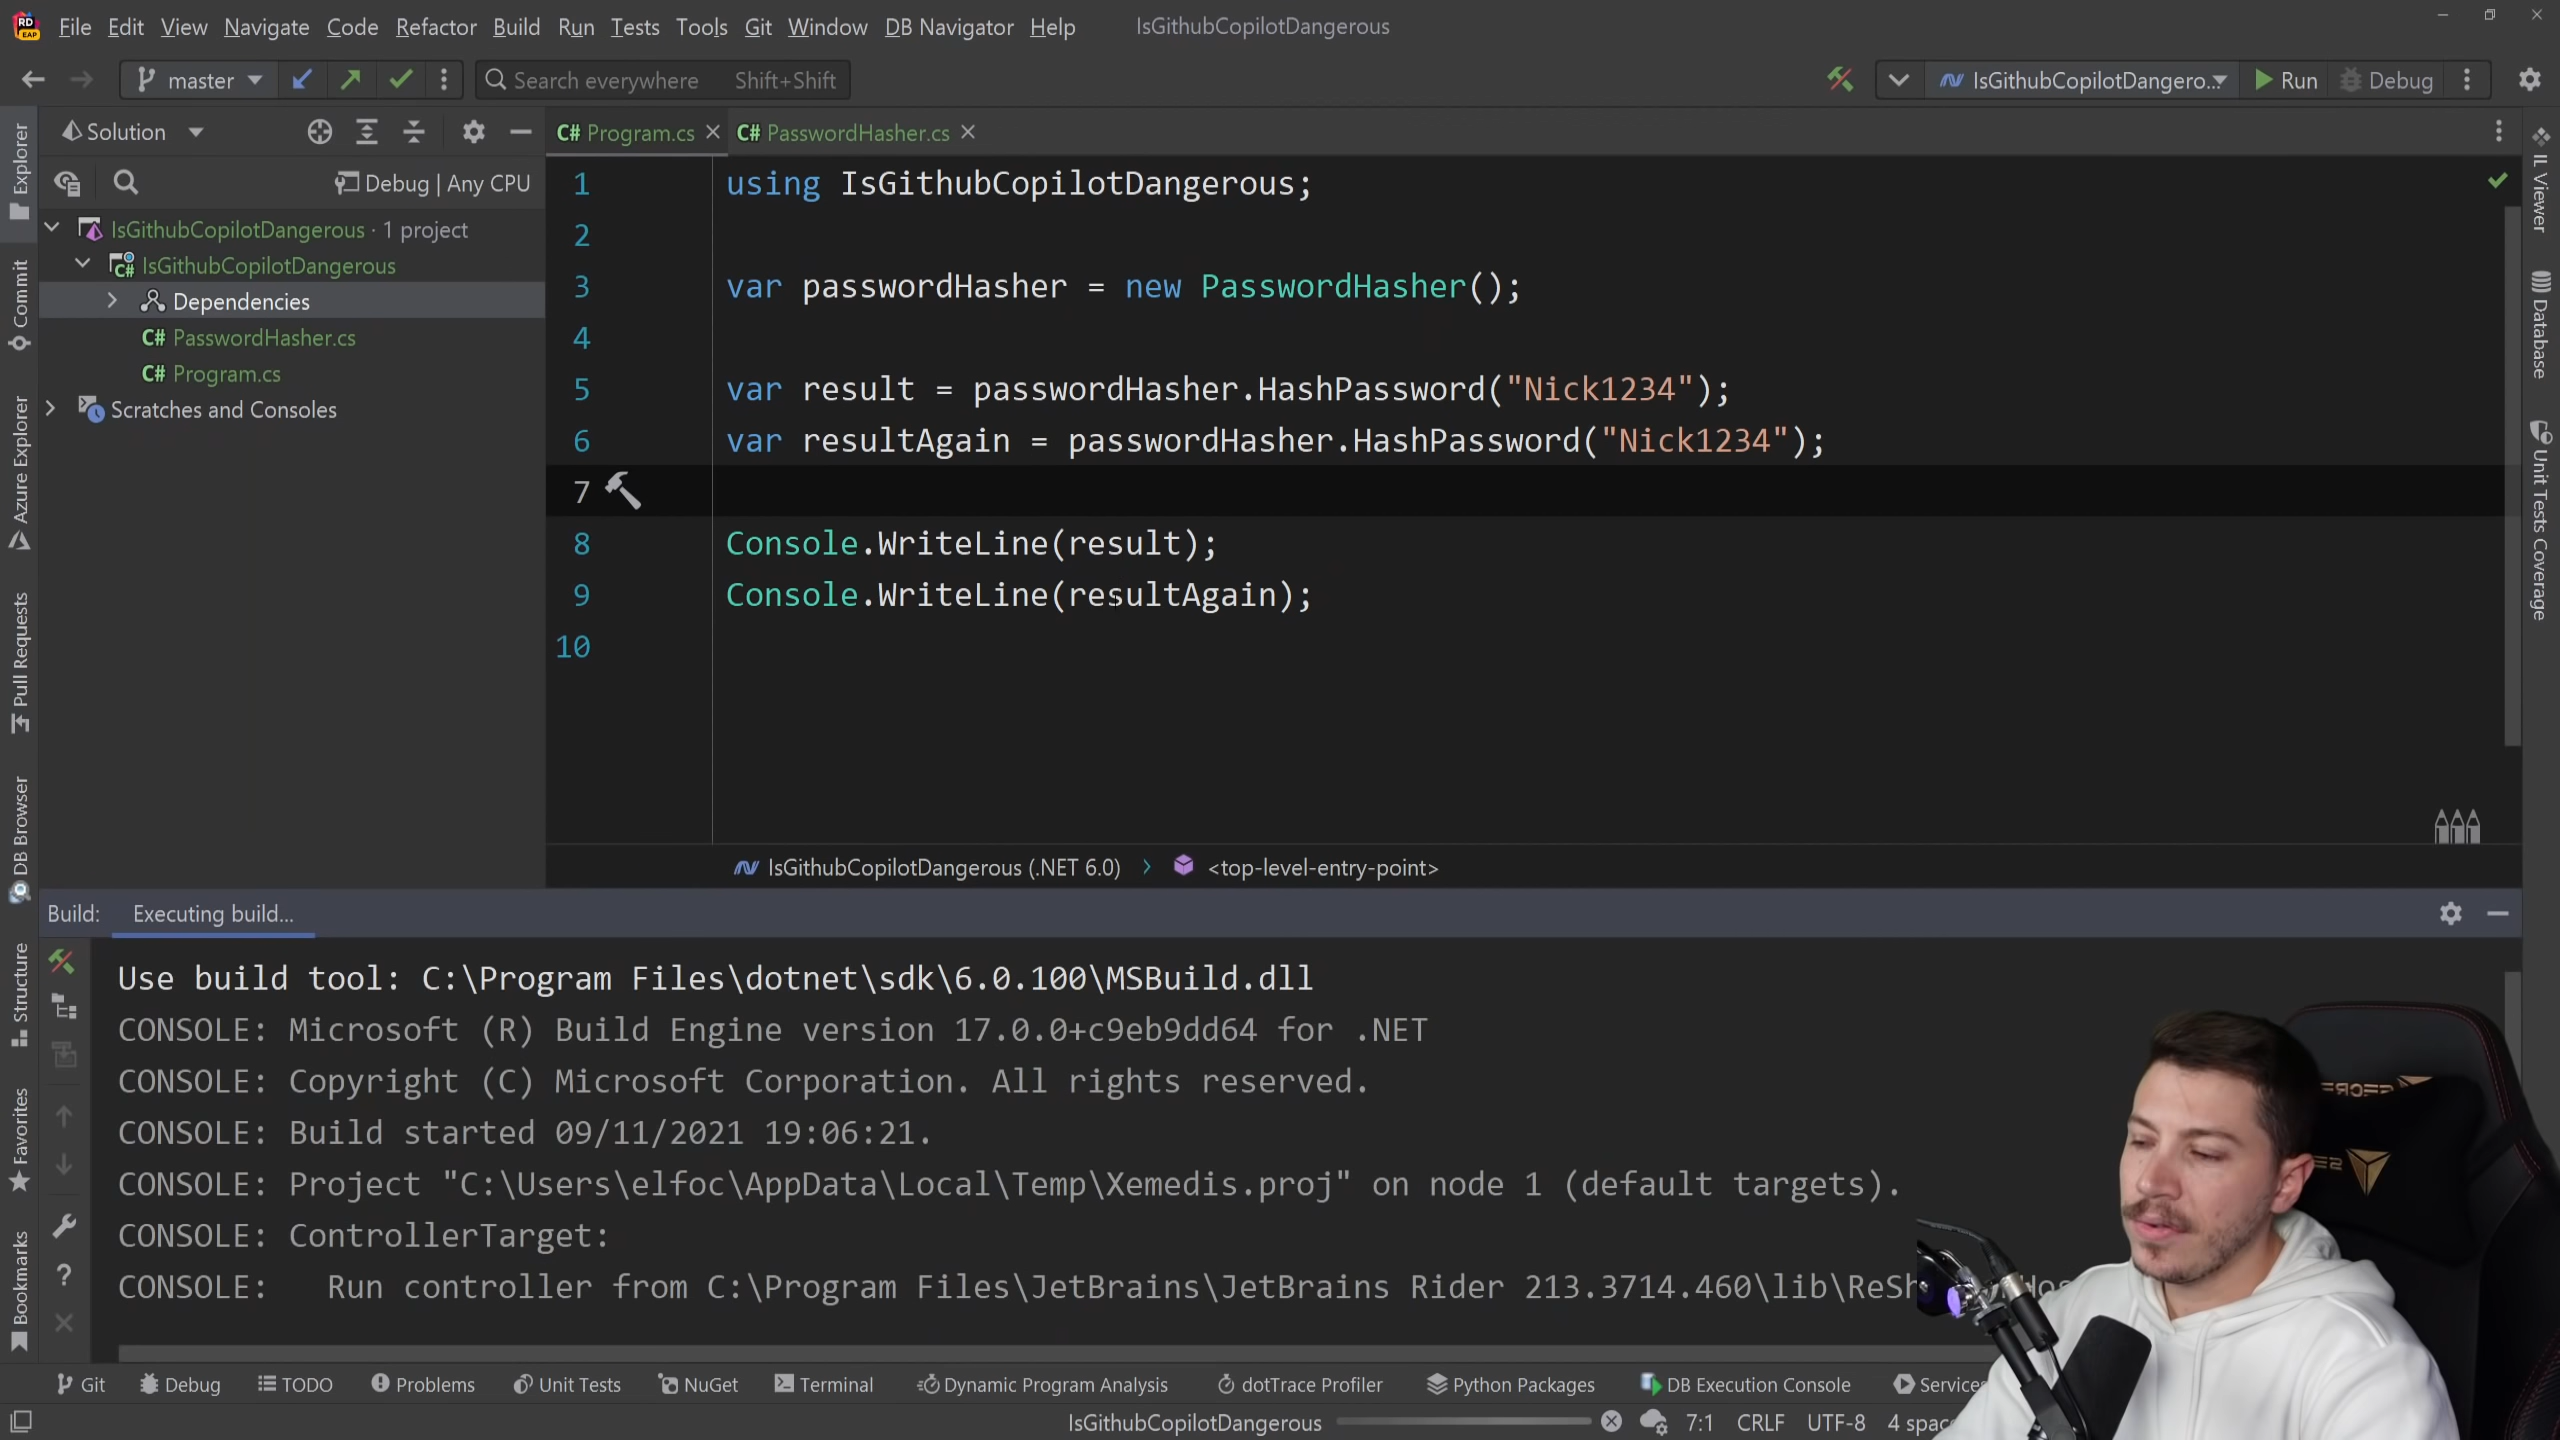 File Edit View Navigate Code Refactor Build Run Tests Tools Git Window DB Navigator Help IsGithubCopilotDangerous
master Search everywhere Shift+Shift IsGithubCopilotDangero... Run Debug
Solution
Debug | Any CPU
IsGithubCopilotDangerous · 1 project
IsGithubCopilotDangerous
Dependencies
C# PasswordHasher.cs
C# Program.cs
Scratches and Consoles
Explorer
Commit
Azure Explorer
Pull Requests
DB Browser
Structure
Favorites
Bookmarks
C# Program.cs C# PasswordHasher.cs
1 using IsGithubCopilotDangerous;
2
3 var passwordHasher = new PasswordHasher();
4
5 var result = passwordHasher.HashPassword("Nick1234");
6 var resultAgain = passwordHasher.HashPassword("Nick1234");
7
8 Console.WriteLine(result);
9 Console.WriteLine(resultAgain);
10
IL Viewer
Database
Unit Tests Coverage
IsGithubCopilotDangerous (.NET 6.0) <top-level-entry-point>
Build: Executing build...
Use build tool: C:\Program Files\dotnet\sdk\6.0.100\MSBuild.dll
CONSOLE: Microsoft (R) Build Engine version 17.0.0+c9eb9dd64 for .NET
CONSOLE: Copyright (C) Microsoft Corporation. All rights reserved.
CONSOLE: Build started 09/11/2021 19:06:21.
CONSOLE: Project "C:\Users\elfoc\AppData\Local\Temp\Xemedis.proj" on node 1 (default targets).
CONSOLE: ControllerTarget:
CONSOLE: Run controller from C:\Program Files\JetBrains\JetBrains Rider 213.3714.460\lib\ReSh
Git Debug TODO Problems Unit Tests NuGet Terminal Dynamic Program Analysis dotTrace Profiler Python Packages DB Execution Console Services
IsGithubCopilotDangerous 7:1 CRLF UTF-8 4 spac